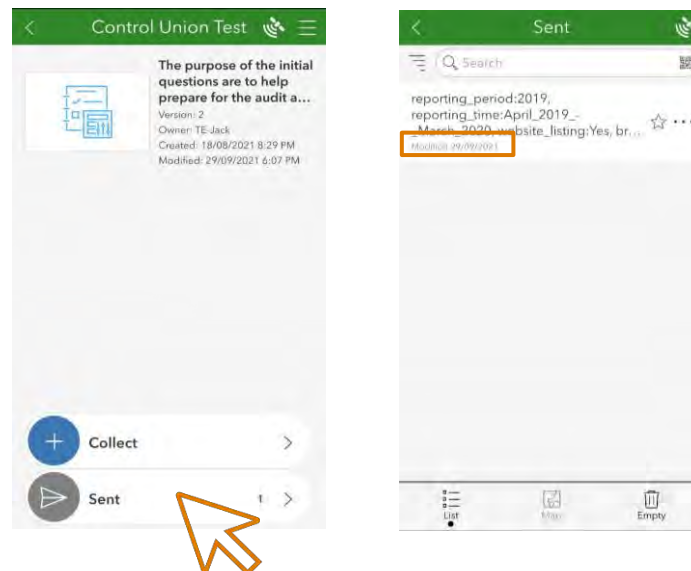 Control Union Test
The purpose of the initial
questions are to help
prepare for the audit a...
Version: 2
Owner: TE-Jack
Created: 18/08/2021 8:29 PM
Modified: 29/09/2021 6:07 PM
Collect
Sent 1
Sent
Search
reporting_period:2019,
reporting_time:April_2019_-
_March_2020, website_listing:Yes, br...
Modified 29/09/2021
List
Map
Empty